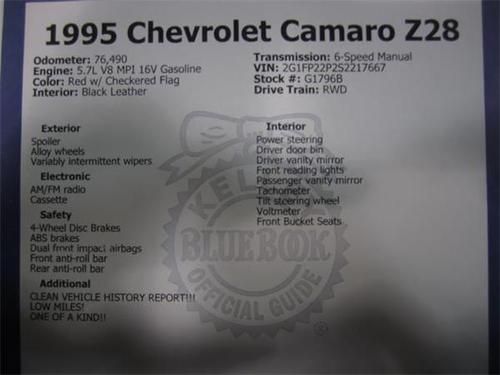 1995 Chevrolet Camaro Z28
Odometer: 76,490
Engine: 5.7L V8 MPI 16V Gasoline
Color: Red w/ Checkered Flag
Interior: Black Leather
Transmission: 6-Speed Manual
VIN: 2G1FP22P2S2217667
Stock #: G1796B
Drive Train: RWD
Exterior
Spoiler
Alloy wheels
Variably intermittent wipers
Electronic
AM/FM radio
Cassette
Safety
4-Wheel Disc Brakes
ABS brakes
Dual front impact airbags
Front anti-roll bar
Rear anti-roll bar
Additional
CLEAN VEHICLE HISTORY REPORT!!!
LOW MILES!
ONE OF A KIND!!
Interior
Power steering
Driver door bin
Driver vanity mirror
Front reading lights
Passenger vanity mirror
Tachometer
Tilt steering wheel
Voltmeter
Front Bucket Seats
KELLEY
BLUE BOOK
OFFICIAL GUIDE
®